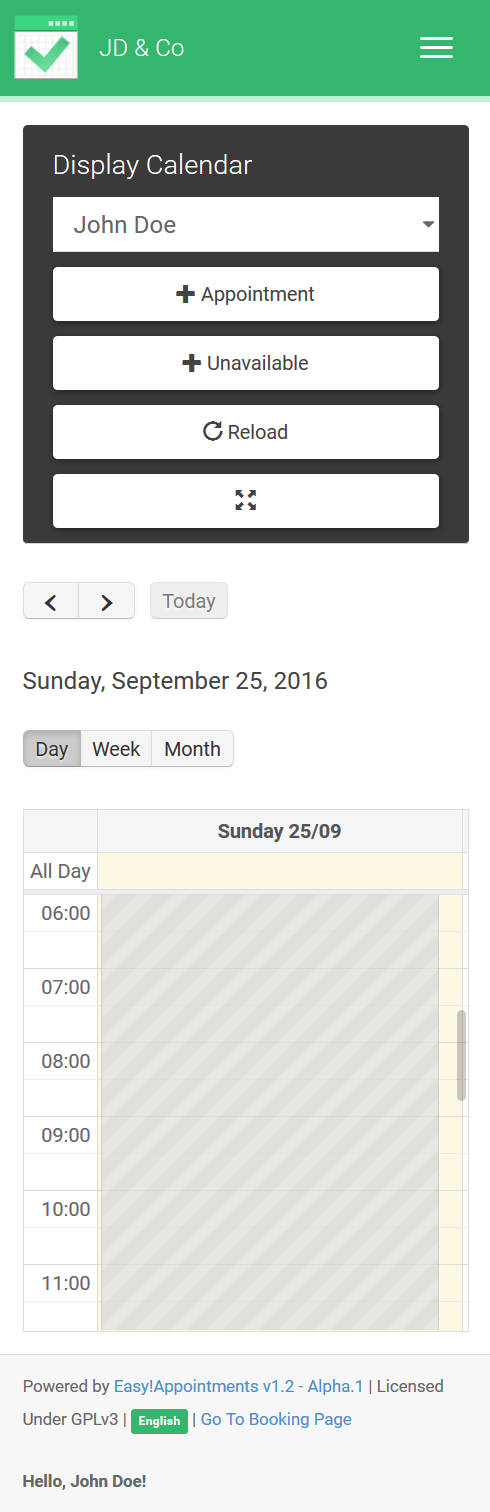 JD & Co
Display Calendar
John Doe
Appointment
Unavailable
Reload
Today
Sunday, September 25, 2016
Day Week Month
Sunday 25/09
All Day
06:00
07:00
08:00
09:00
10:00
11:00
Powered by Easy!Appointments v1.2 - Alpha.1 | Licensed
Under GPLv3 | English | Go To Booking Page
Hello, John Doe!